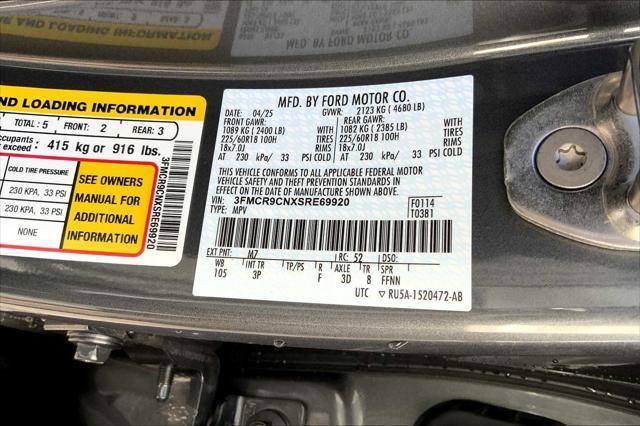 AND LOADING INFORMATION
TOTAL: 5 FRONT: 2 REAR: 3
415 kg or 916 lbs.
COLD TIRE PRESSURE
230 KPA, 33 PSI
230 KPA, 33 PSI
NONE
SEE OWNERS
MANUAL FOR
ADDITIONAL
INFORMATION
3FMCR9CNXSRE69920
MFD. BY FORD MOTOR CO.
DATE: 04/25 GVWR: 2123 KG ( 4680 LB)
FRONT GAWR: REAR GAWR:
1089 KG ( 2400 LB) WITH 1082 KG ( 2385 LB) WITH
225/60R18 100H TIRES 225/60R18 100H TIRES
18x7.0J RIMS 18x7.0J RIMS
AT 230 kPa/ 33 PSI COLD AT 230 kPa/ 33 PSI COLD
THIS VEHICLE CONFORMS TO ALL APPLICABLE FEDERAL MOTOR
VEHICLE SAFETY AND THEFT PREVENTION STANDARDS IN
EFFECT ON THE DATE OF MANUFACTURE SHOWN ABOVE.
VIN: 3FMCR9CNXSRE69920 F0114
TYPE: MPV T0381
EXT PNT: M7 RC: 52 DSO:
WB INT TR TP/PS R AXLE TR SPR
105 3P F 3D 8 FFNN
UTC ▽ RU5A-1520472-AB